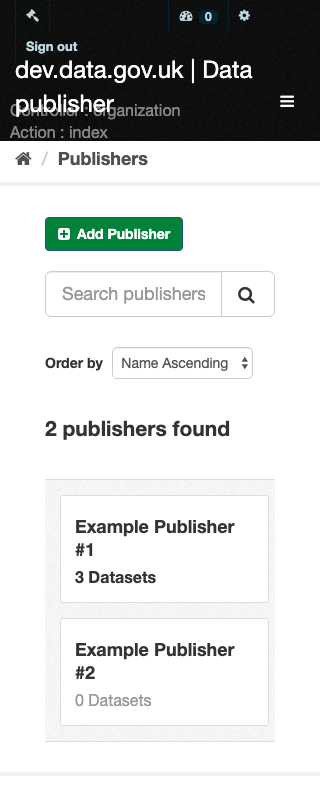 0
Sign out
dev.data.gov.uk | Data
publisher
Controller : organization
Action : index
/ Publishers
Add Publisher
Search publishers
Order by Name Ascending
2 publishers found
Example Publisher
#1
3 Datasets
Example Publisher
#2
0 Datasets